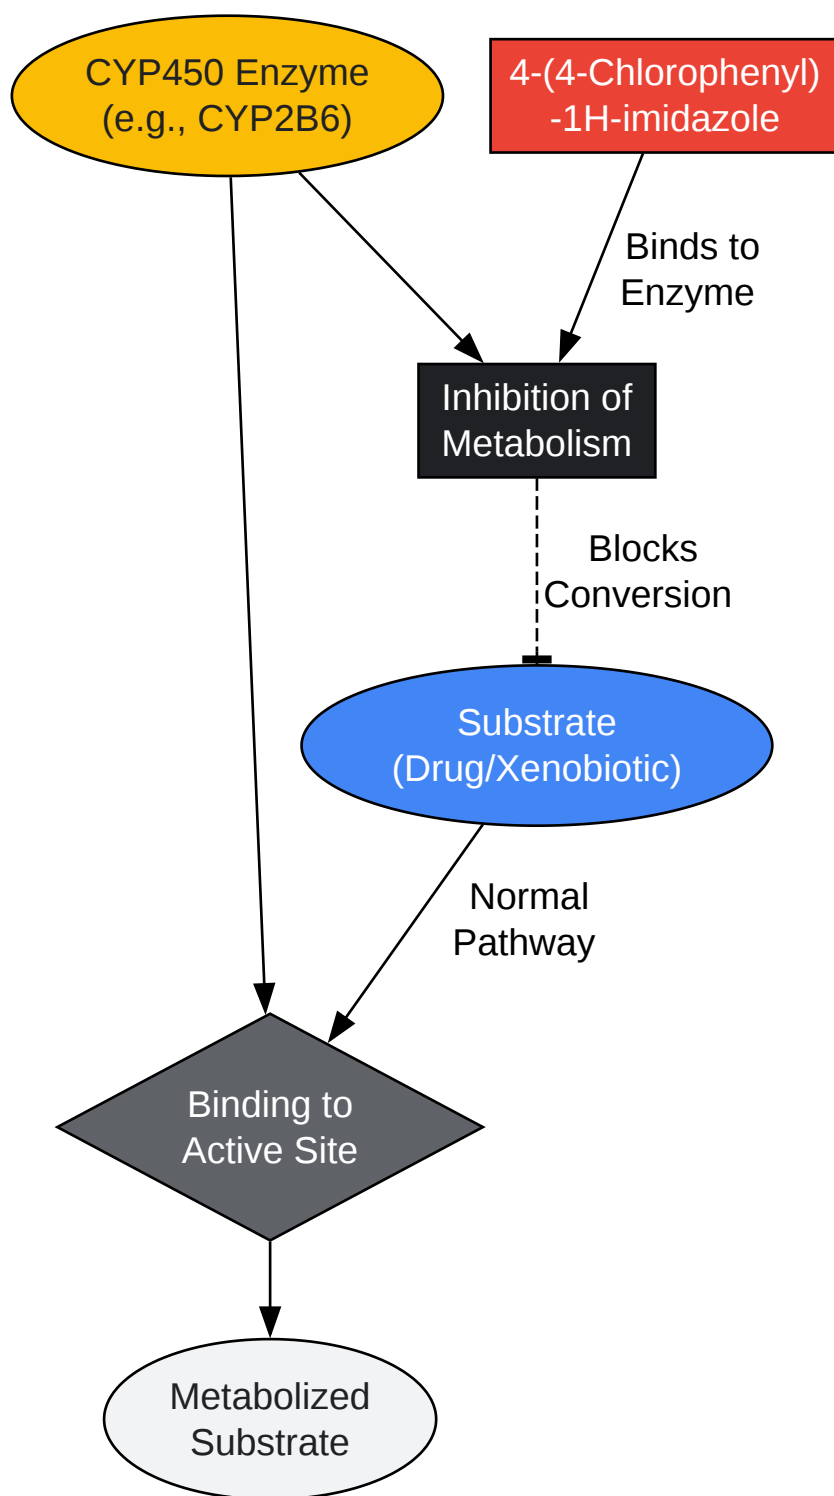 CYP450 Enzyme
(e.g., CYP2B6)
4-(4-Chlorophenyl)
-1H-imidazole
Binds to
Enzyme
Inhibition of
Metabolism
Blocks
Conversion
Substrate
(Drug/Xenobiotic)
Normal
Pathway
Binding to
Active Site
Metabolized
Substrate